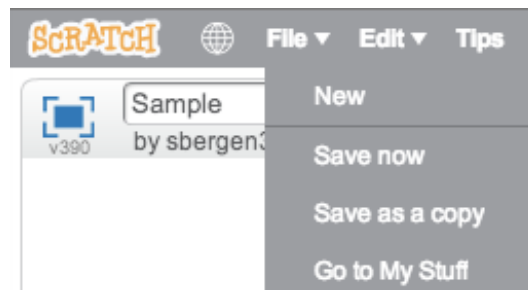 SCRATCH File ▾ Edit ▾ Tips
Sample
v390 by sbergen3
New
Save now
Save as a copy
Go to My Stuff